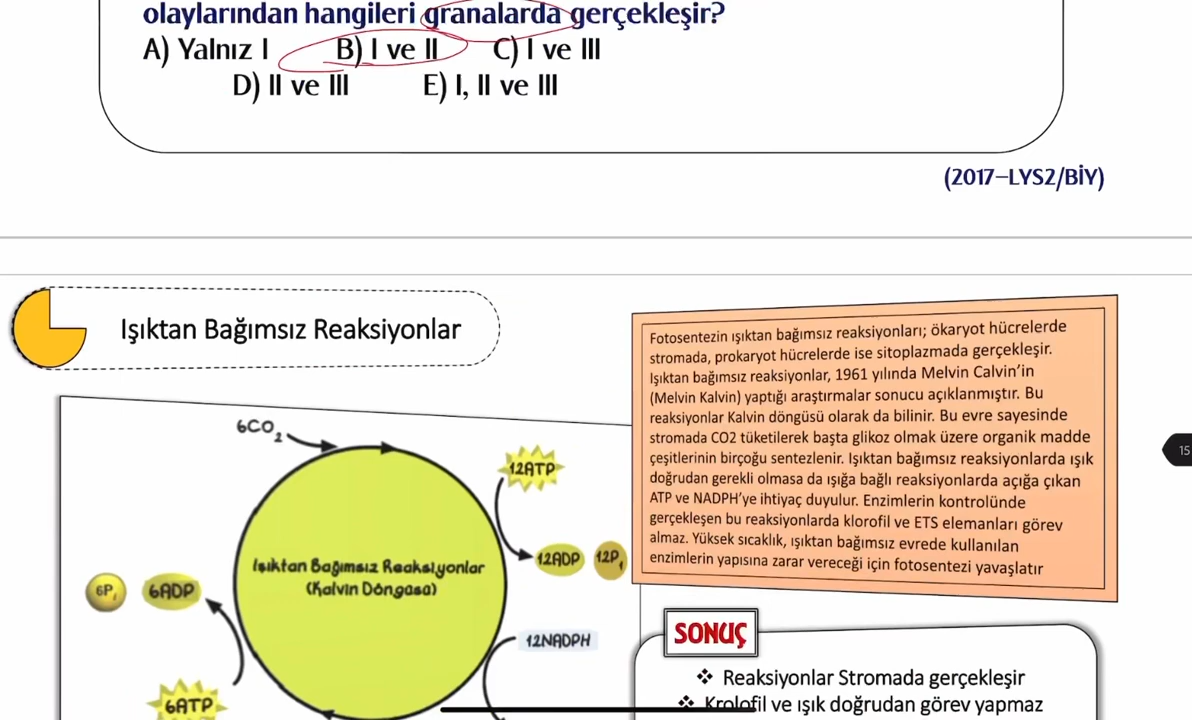 olaylarından hangileri granalarda gerçekleşir?
A) Yalnız I B) I ve II C) I ve III
D) II ve III E) I, II ve III
(2017–LYS2/BİY)
Işıktan Bağımsız Reaksiyonlar
Fotosentezin ışıktan bağımsız reaksiyonları; ökaryot hücrelerde
stromada, prokaryot hücrelerde ise sitoplazmada gerçekleşir.
Işıktan bağımsız reaksiyonlar, 1961 yılında Melvin Calvin’in
(Melvin Kalvin) yaptığı araştırmalar sonucu açıklanmıştır. Bu
reaksiyonlar Kalvin döngüsü olarak da bilinir. Bu evre sayesinde
stromada CO2 tüketilerek başta glikoz olmak üzere organik madde
çeşitlerinin birçoğu sentezlenir. Işıktan bağımsız reaksiyonlarda ışık
doğrudan gerekli olmasa da ışığa bağlı reaksiyonlarda açığa çıkan
ATP ve NADPH’ye ihtiyaç duyulur. Enzimlerin kontrolünde
gerçekleşen bu reaksiyonlarda klorofil ve ETS elemanları görev
almaz. Yüksek sıcaklık, ışıktan bağımsız evrede kullanılan
enzimlerin yapısına zarar vereceği için fotosentezi yavaşlatır
15
6CO₂
12ATP
Işıktan Bağımsız Reaksiyonlar
(Kalvin Döngüsü)
12ADP 12Pᵢ
6Pᵢ 6ADP
12NADPH
6ATP
SONUÇ
❖ Reaksiyonlar Stromada gerçekleşir
❖ Krolofil ve ışık doğrudan görev yapmaz